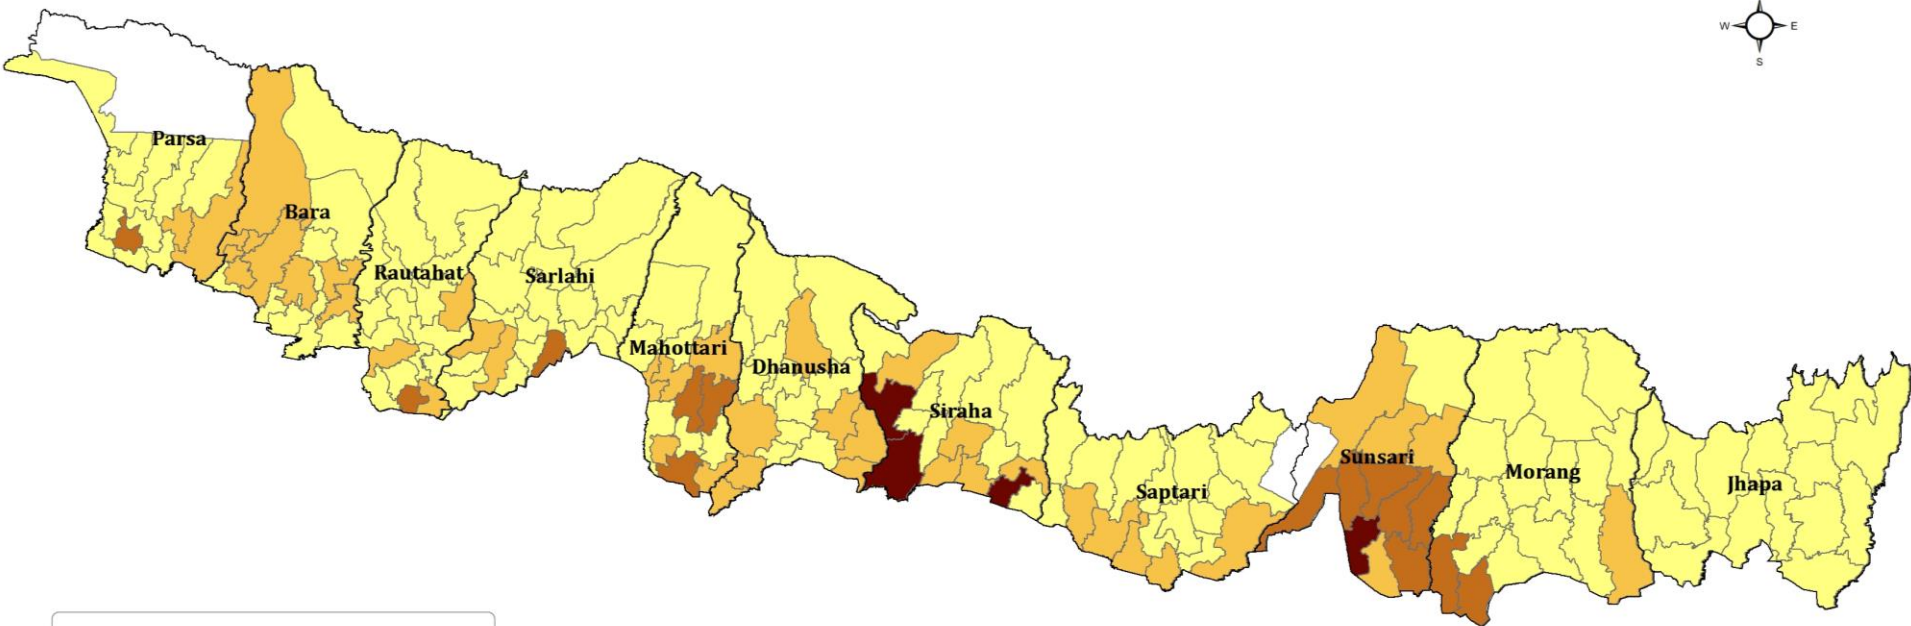 W
E
S
Parsa
Bara
Rautahat
Sarlahi
Mahottari
Dhanusha
Siraha
Saptari
Sunsari
Morang
Jhapa